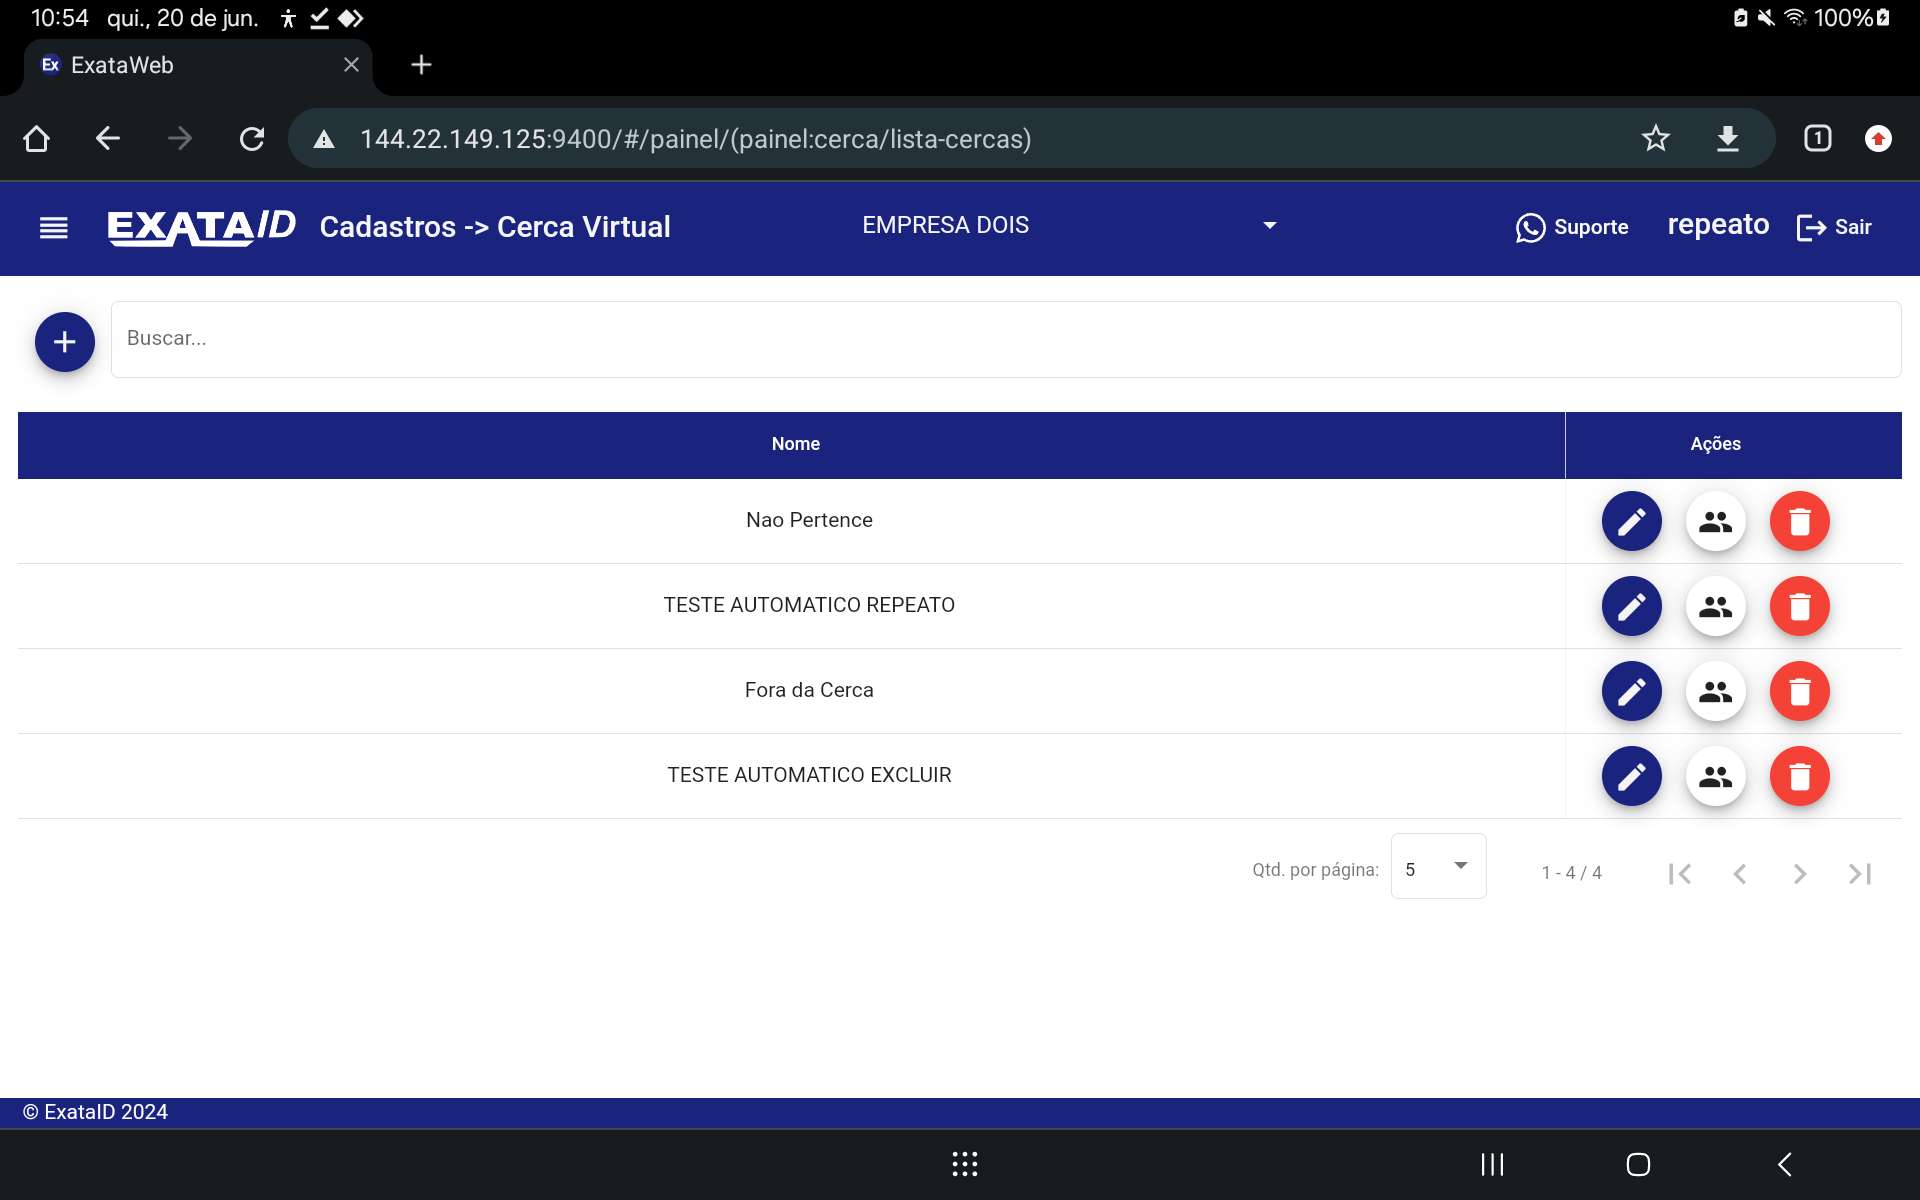 10:54 qui., 20 de jun. 100%
Ex ExataWeb
144.22.149.125:9400/#/painel/(painel:cerca/lista-cercas) 1
EXATAID Cadastros -> Cerca Virtual EMPRESA DOIS Suporte repeato Sair
Buscar...
Nome Ações
Nao Pertence
TESTE AUTOMATICO REPEATO
Fora da Cerca
TESTE AUTOMATICO EXCLUIR
Qtd. por página: 5 1 - 4 / 4
© ExataID 2024